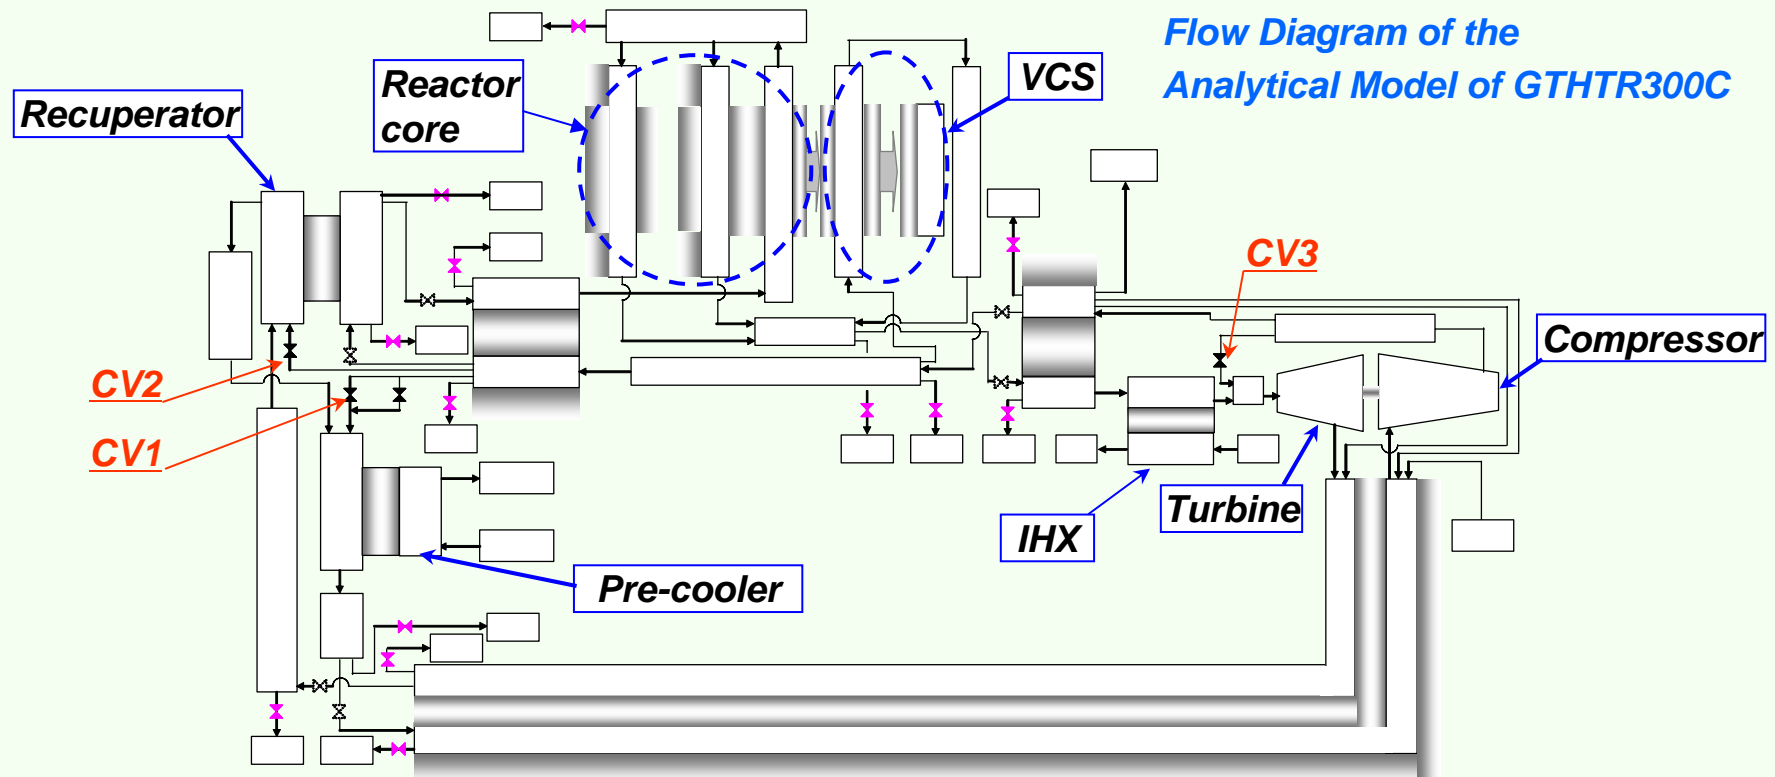 Flow Diagram of the
Analytical Model of GTHTR300C
Recuperator
Reactor
core
VCS
CV3
Compressor
CV2
CV1
Turbine
IHX
Pre-cooler